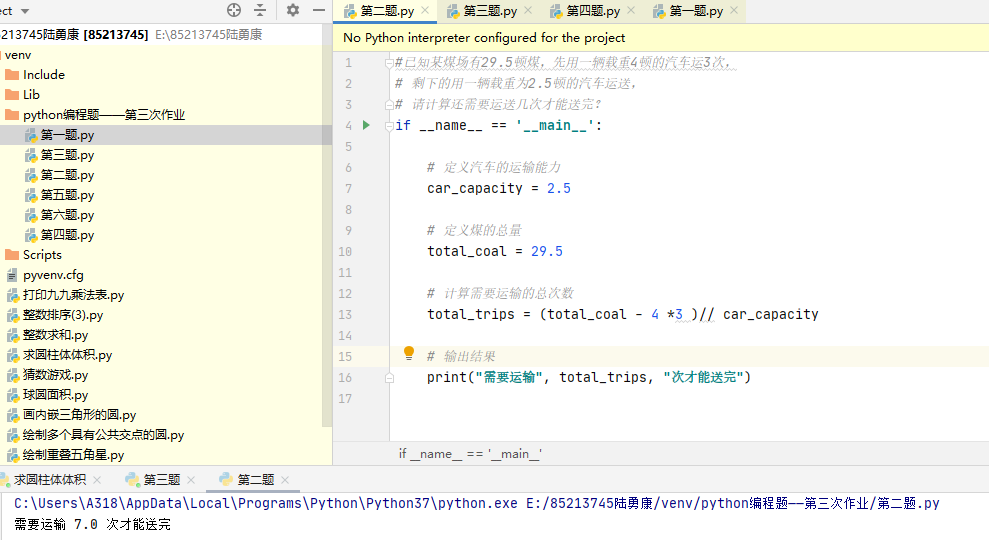 ect
85213745陆勇康 [85213745] E:\85213745陆勇康
venv
Include
Lib
python编程题——第三次作业
第一题.py
第三题.py
第二题.py
第五题.py
第六题.py
第四题.py
Scripts
pyvenv.cfg
打印九九乘法表.py
整数排序(3).py
整数求和.py
求圆柱体体积.py
猜数游戏.py
球圆面积.py
画内嵌三角形的圆.py
绘制多个具有公共交点的圆.py
绘制重叠五角星.py
第二题.py 第三题.py 第四题.py 第一题.py
No Python interpreter configured for the project
1 #已知某煤场有29.5顿煤，先用一辆载重4顿的汽车运3次，
2 # 剩下的用一辆载重为2.5顿的汽车运送，
3 # 请计算还需要运送几次才能送完？
4 if __name__ == '__main__':
5
6 # 定义汽车的运输能力
7 car_capacity = 2.5
8
9 # 定义煤的总量
10 total_coal = 29.5
11
12 # 计算需要运输的总次数
13 total_trips = (total_coal - 4 *3 )// car_capacity
14
15 # 输出结果
16 print("需要运输", total_trips, "次才能送完")
17
if __name__ == '__main__'
求圆柱体体积 第三题 第二题
C:\Users\A318\AppData\Local\Programs\Python\Python37\python.exe E:/85213745陆勇康/venv/python编程题——第三次作业/第二题.py
需要运输 7.0 次才能送完